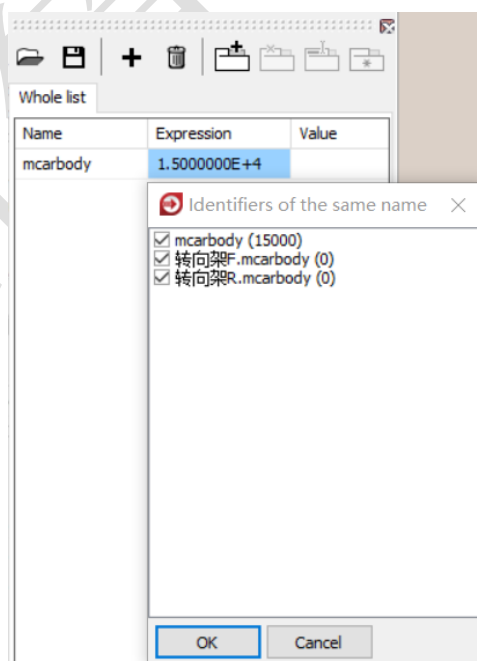 Whole list
Name Expression Value
mcarbody 1.5000000E+4
Identifiers of the same name
mcarbody (15000)
转向架F.mcarbody (0)
转向架R.mcarbody (0)
OK Cancel